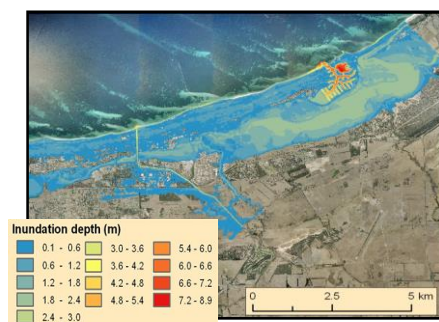 Inundation depth (m)
0.1 - 0.6
0.6 - 1.2
1.2 - 1.8
1.8 - 2.4
2.4 - 3.0
3.0 - 3.6
3.6 - 4.2
4.2 - 4.8
4.8 - 5.4
5.4 - 6.0
6.0 - 6.6
6.6 - 7.2
7.2 - 8.9
0 2.5 5 km